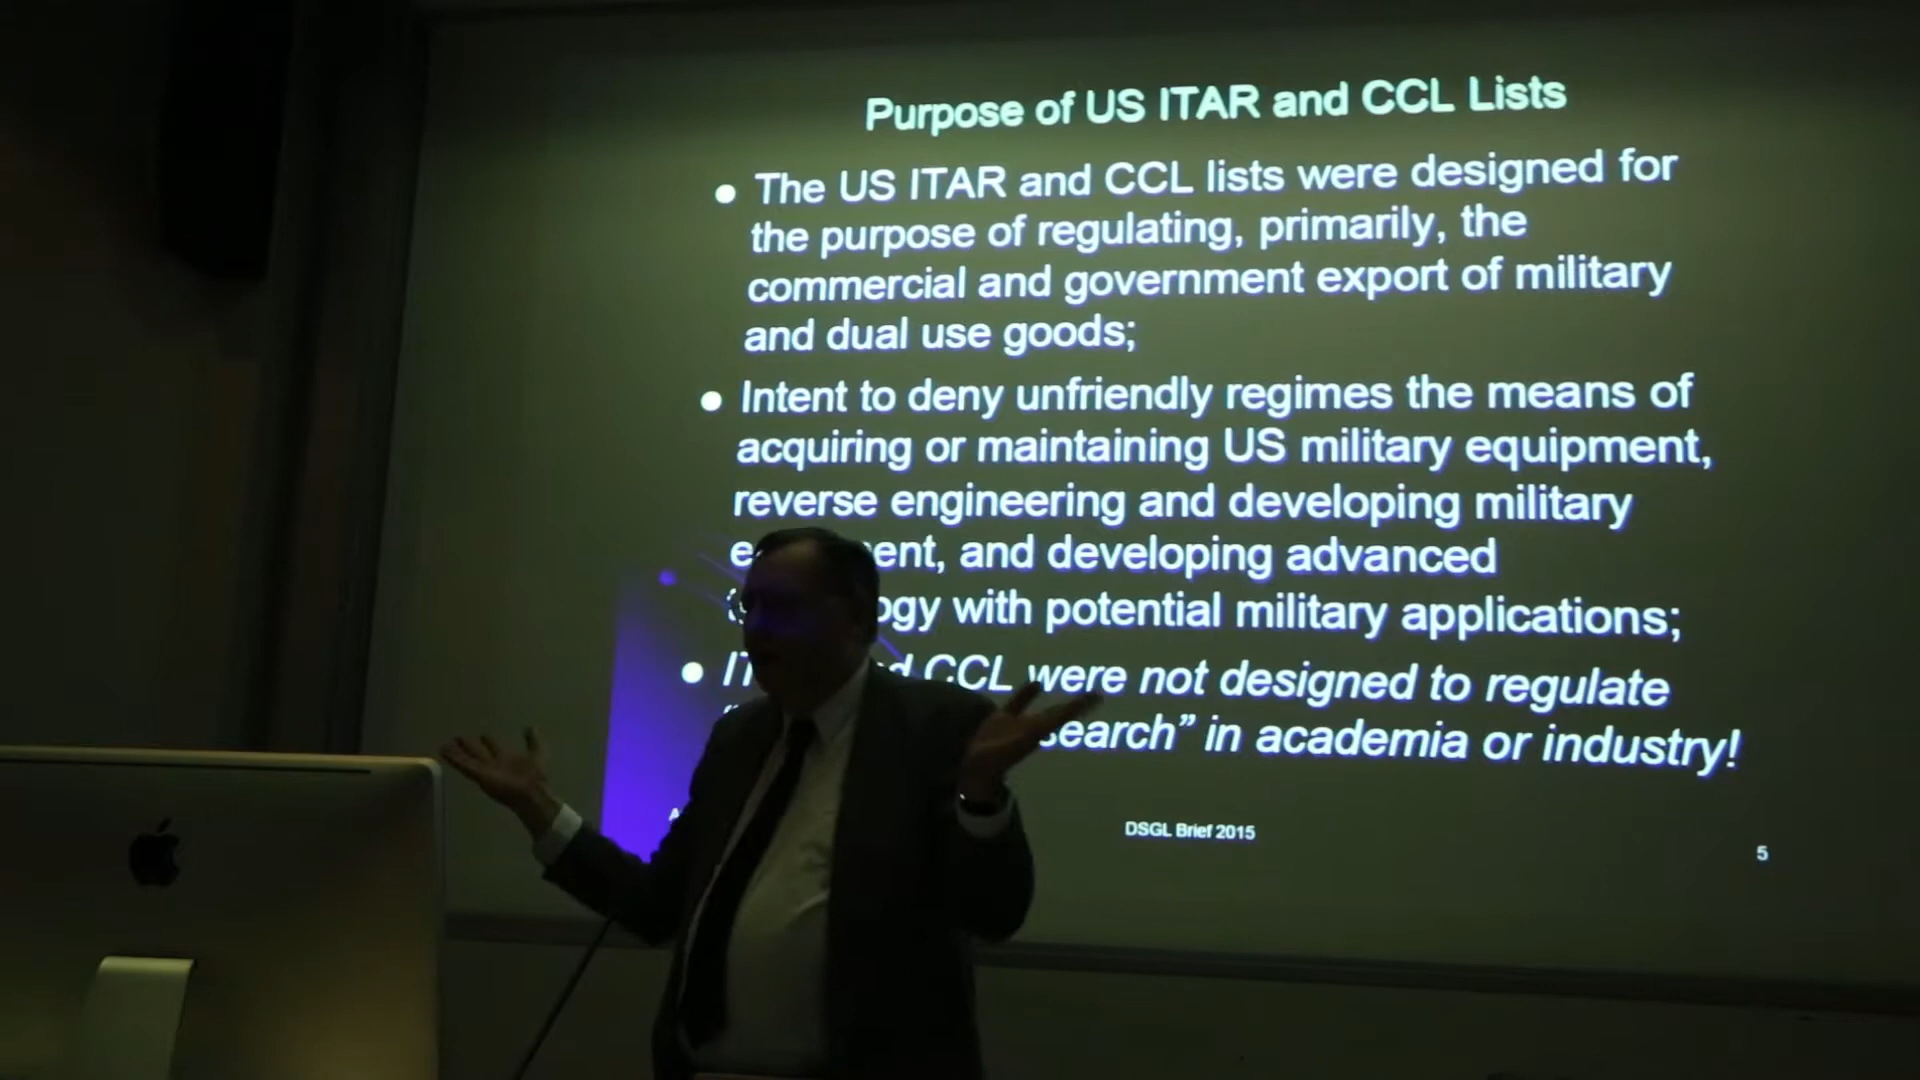 Purpose of US ITAR and CCL Lists
The US ITAR and CCL lists were designed for
the purpose of regulating, primarily, the
commercial and government export of military
and dual use goods;
Intent to deny unfriendly regimes the means of
acquiring or maintaining US military equipment,
reverse engineering and developing military
and developing advanced
with potential military applications;
CCL were not designed to regulate
in academia or industry!
DSGL Brief 2015
5